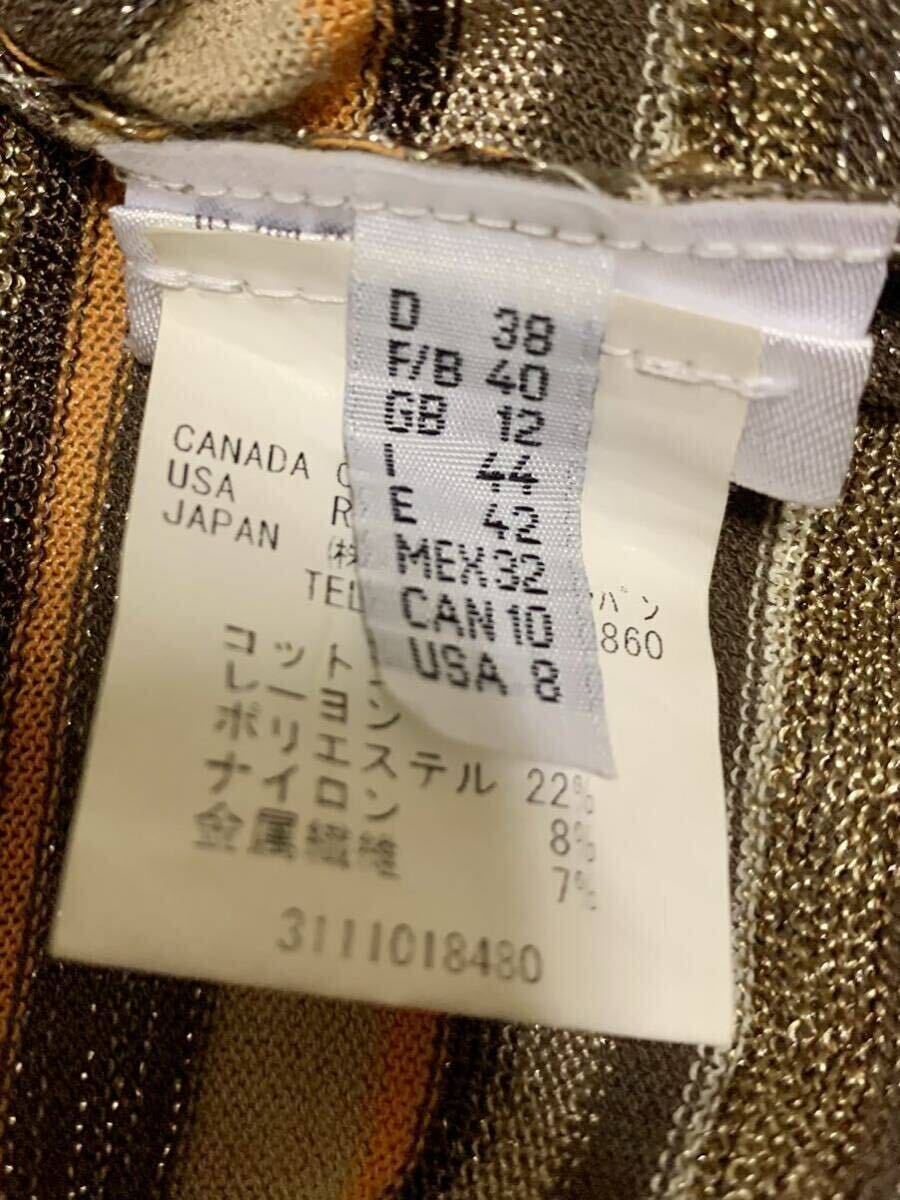 D 38
F/B 40
GB 12
I 44
E 42
MEX 32
CAN 10
USA 8
CANADA
USA
JAPAN (株
パン
TEL 860
コットン
レーヨン
ポリエステル 22%
ナイロン 8%
金属繊維 7%
3111018480